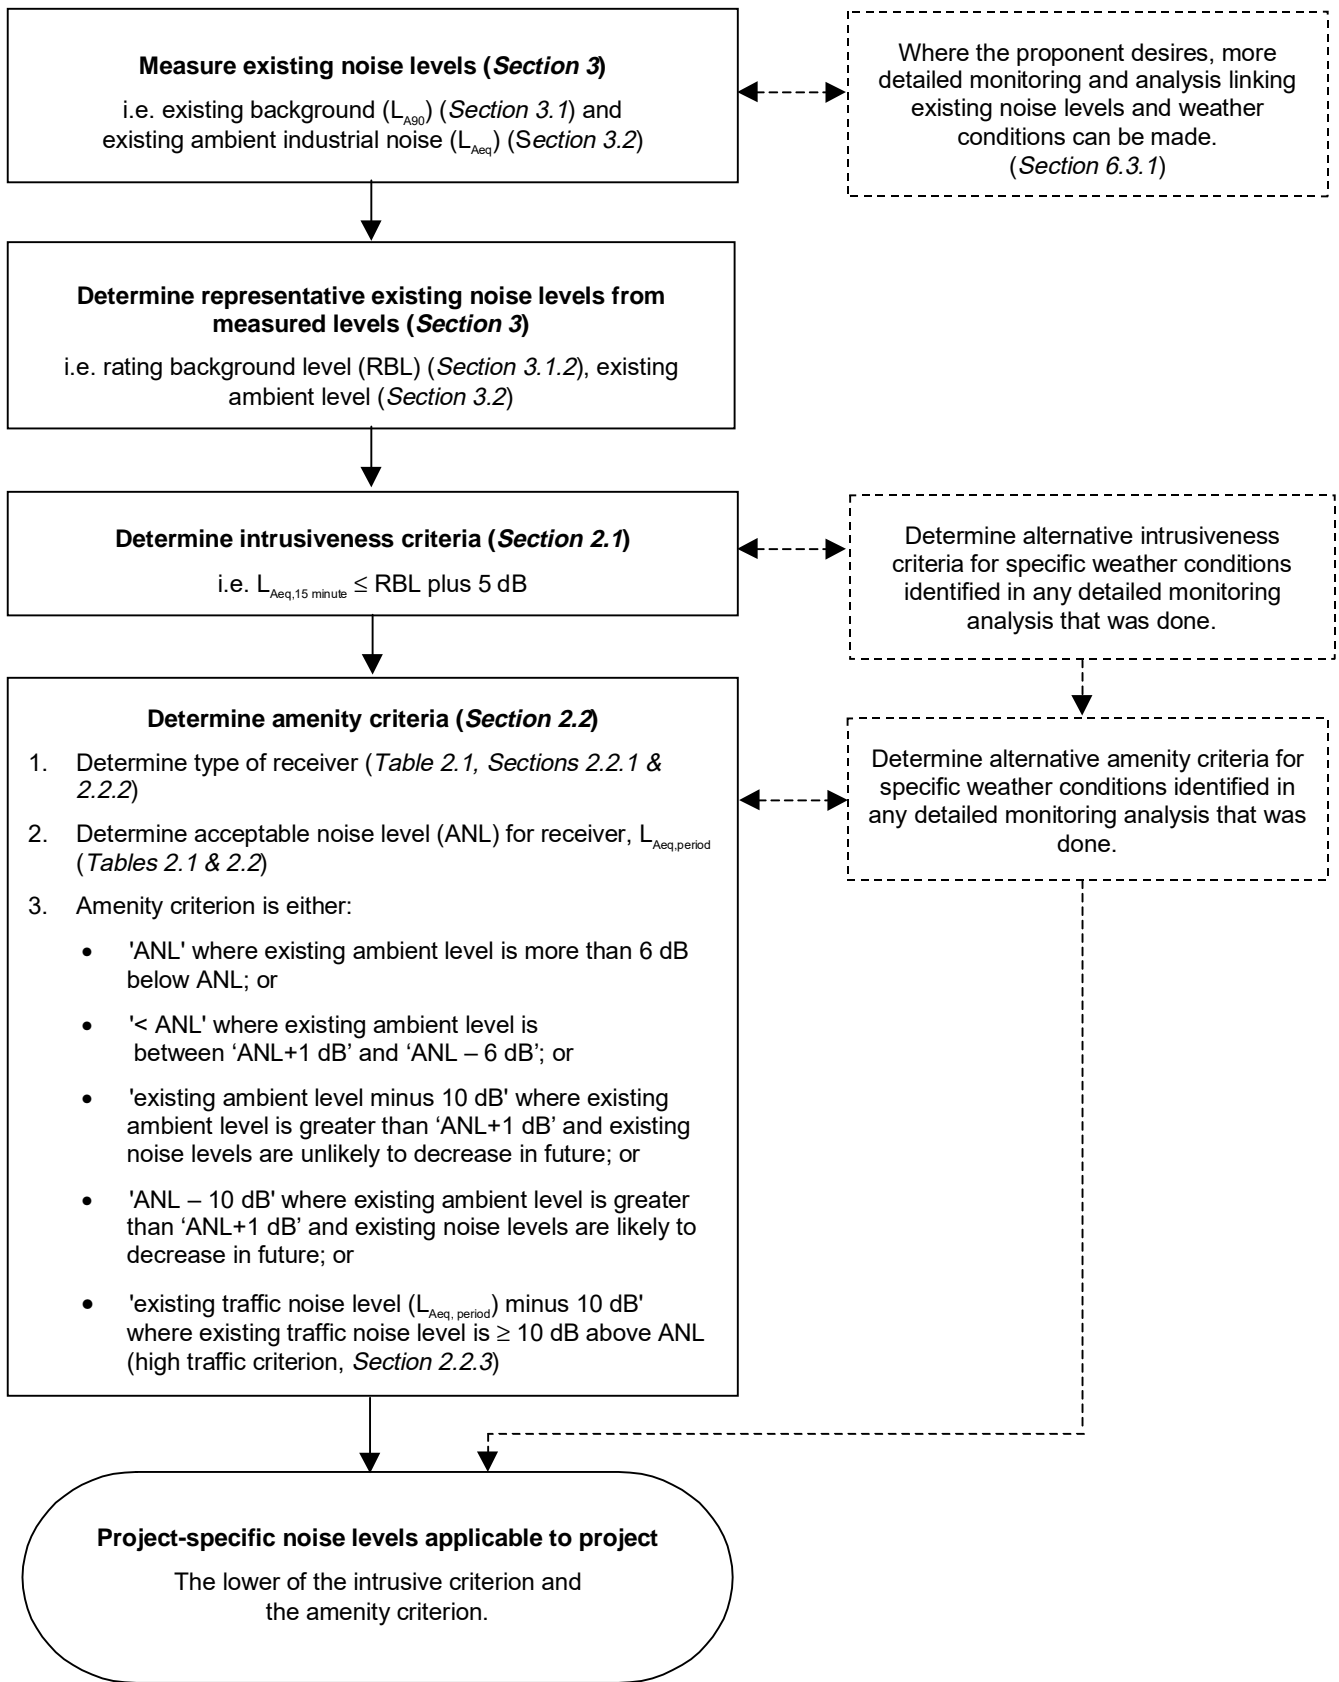 Measure existing noise levels (Section 3)
i.e. existing background (LA90) (Section 3.1) and
existing ambient industrial noise (LAeq) (Section 3.2)
Where the proponent desires, more
detailed monitoring and analysis linking
existing noise levels and weather
conditions can be made.
(Section 6.3.1)
Determine representative existing noise levels from
measured levels (Section 3)
i.e. rating background level (RBL) (Section 3.1.2), existing
ambient level (Section 3.2)
Determine intrusiveness criteria (Section 2.1)
i.e. LAeq,15 minute ≤ RBL plus 5 dB
Determine alternative intrusiveness
criteria for specific weather conditions
identified in any detailed monitoring
analysis that was done.
Determine amenity criteria (Section 2.2)
1. Determine type of receiver (Table 2.1, Sections 2.2.1 &
2.2.2)
2. Determine acceptable noise level (ANL) for receiver, LAeq,period
(Tables 2.1 & 2.2)
3. Amenity criterion is either:
• 'ANL' where existing ambient level is more than 6 dB
below ANL; or
• '< ANL' where existing ambient level is
between ‘ANL+1 dB’ and ‘ANL – 6 dB’; or
• 'existing ambient level minus 10 dB' where existing
ambient level is greater than ‘ANL+1 dB’ and existing
noise levels are unlikely to decrease in future; or
• 'ANL – 10 dB' where existing ambient level is greater
than ‘ANL+1 dB’ and existing noise levels are likely to
decrease in future; or
• 'existing traffic noise level (LAeq, period) minus 10 dB'
where existing traffic noise level is ≥ 10 dB above ANL
(high traffic criterion, Section 2.2.3)
Determine alternative amenity criteria for
specific weather conditions identified in
any detailed monitoring analysis that was
done.
Project-specific noise levels applicable to project
The lower of the intrusive criterion and
the amenity criterion.